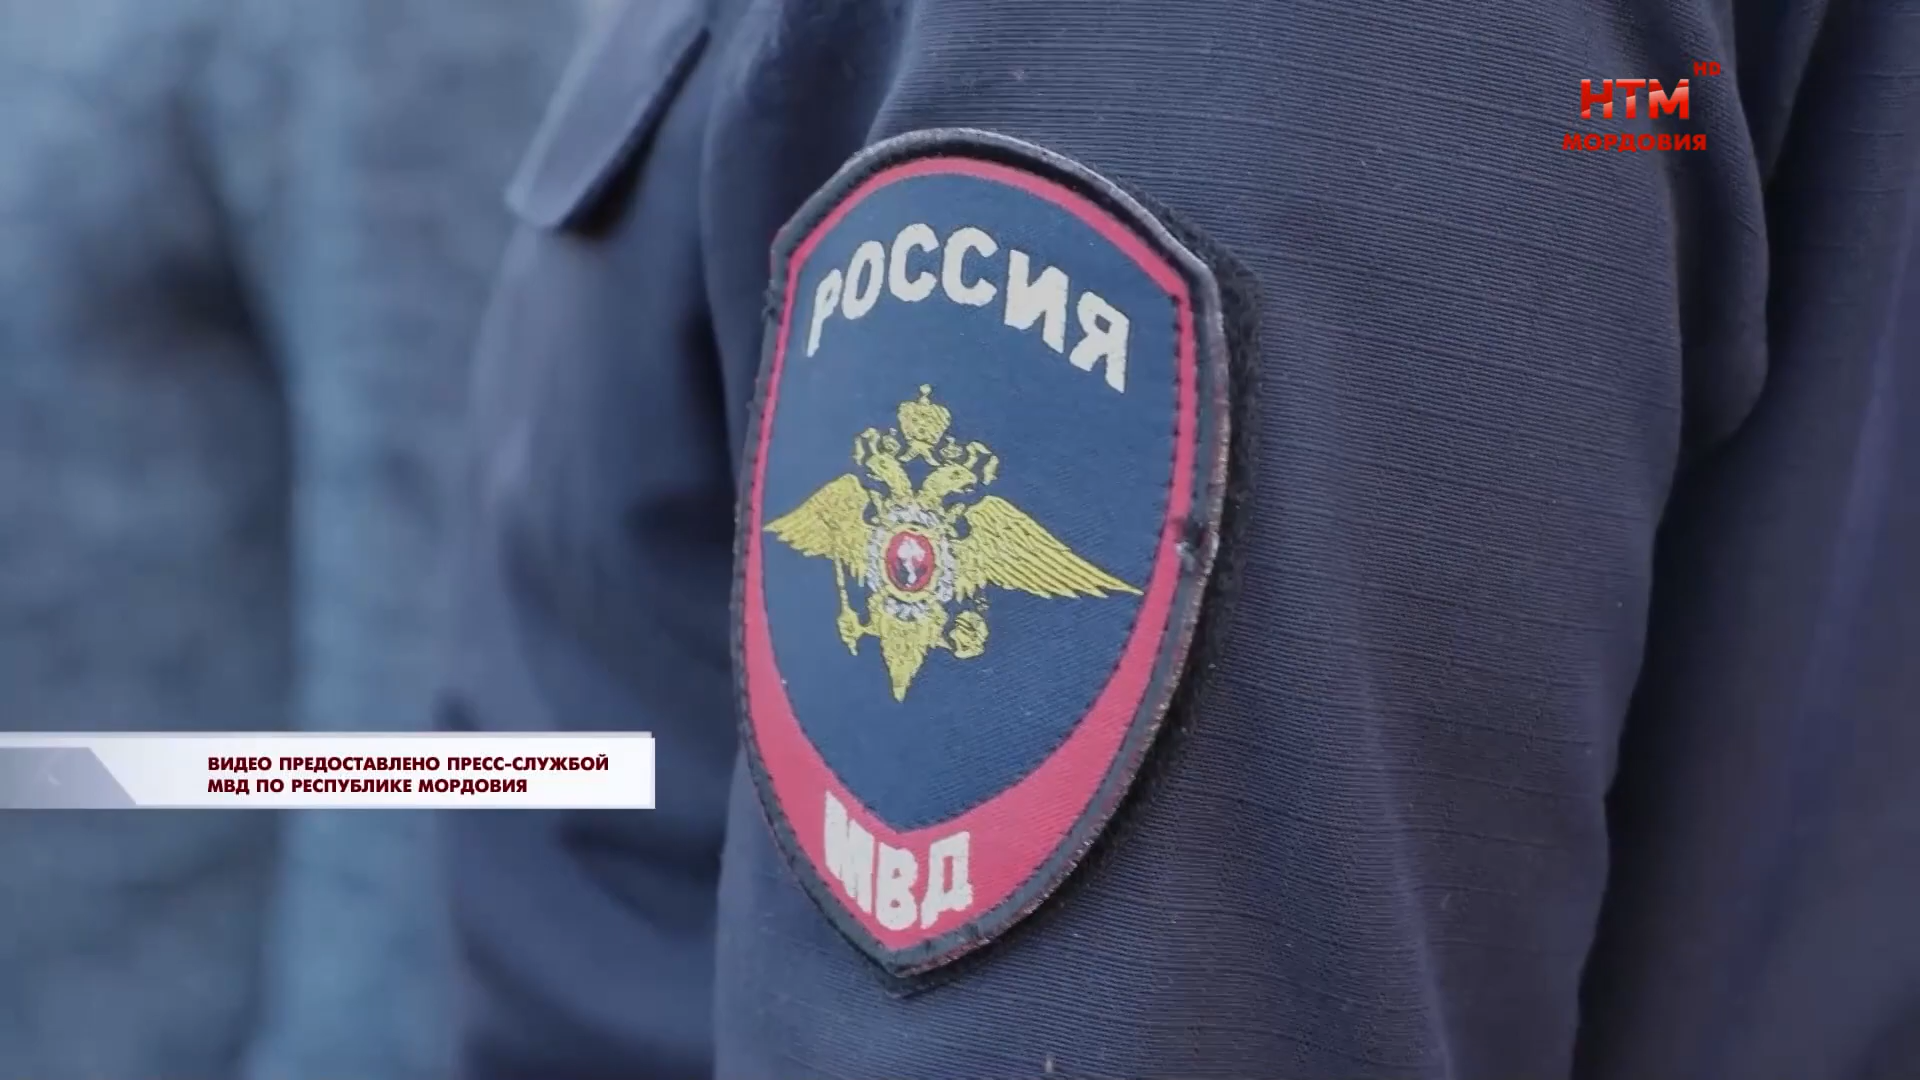 HD
НТМ
МОРДОВИЯ
РОССИЯ
МВД
ВИДЕО ПРЕДОСТАВЛЕНО ПРЕСС-СЛУЖБОЙ
МВД ПО РЕСПУБЛИКЕ МОРДОВИЯ